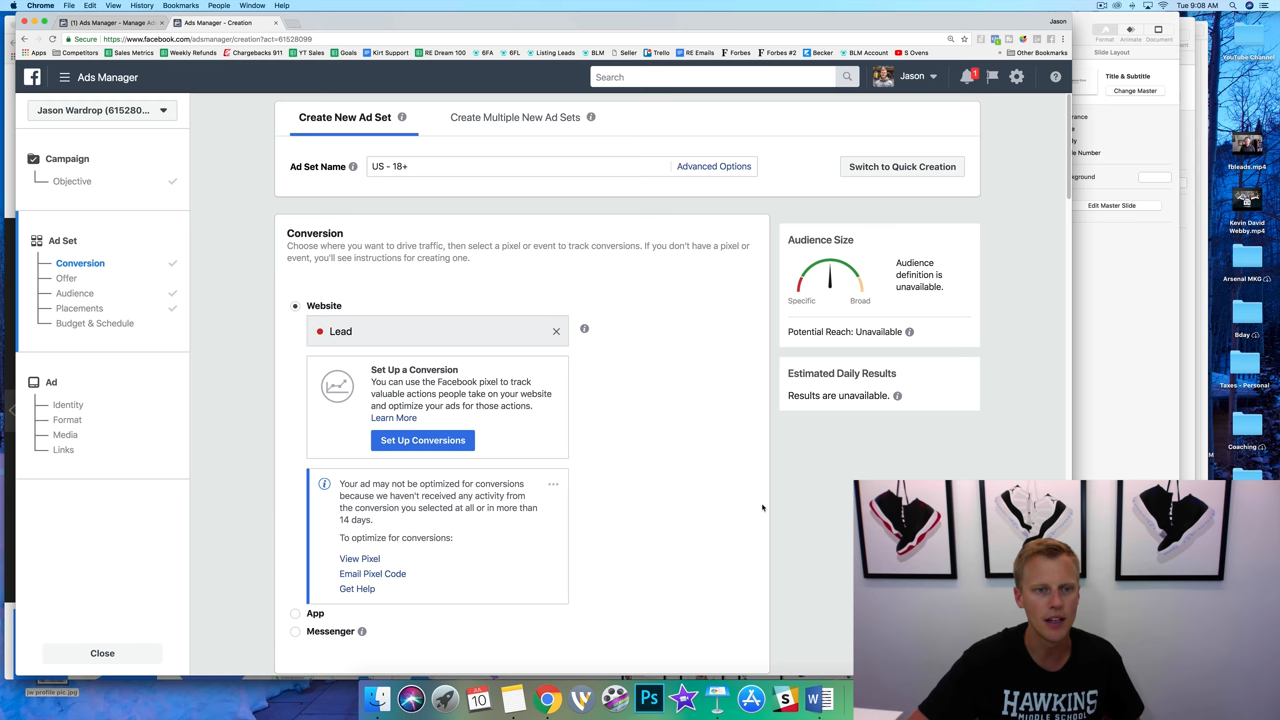 Chrome File Edit View History Bookmarks People Window Help
Tue 9:08 AM
(1) Ads Manager - Manage Ads
Ads Manager - Creation
Jason
Secure https://www.facebook.com/adsmanager/creation?act=61528099
Apps Competitors Sales Metrics Weekly Refunds Chargebacks 911 YT Sales Goals Kirt Support Team 100 6FA 6FL Listing Leads BLM Seller Trello RE Emails Forbes Forbes #2 Becker BLM Account S Ovens Other Bookmarks
Ads Manager
Search
Jason
1
Jason Wardrop (615280...
Campaign
Objective
Ad Set
Conversion
Offer
Audience
Placements
Budget & Schedule
Ad
Identity
Format
Media
Links
Close
Create New Ad Set
Create Multiple New Ad Sets
Ad Set Name
US - 18+
Advanced Options
Switch to Quick Creation
Conversion
Choose where you want to drive traffic, then select a pixel or event to track conversions. If you don't have a pixel or
event, you'll see instructions for creating one.
Website
Lead
Set Up a Conversion
You can use the Facebook pixel to track
valuable actions people take on your website
and optimize your ads for those actions.
Learn More
Set Up Conversions
Your ad may not be optimized for conversions
because we haven't received any activity from
the conversion you selected at all or in more than
14 days.
To optimize for conversions:
View Pixel
Email Pixel Code
Get Help
App
Messenger
Audience Size
Audience
definition is
unavailable.
Specific
Broad
Potential Reach: Unavailable
Estimated Daily Results
Results are unavailable.
Format Animate Document
Slide Layout
Title & Subtitle
Change Master
Edit Master Slide
YouTube Channel
fbleads.mp4
Kevin David
Webby.mp4
Arsenal MKG
Bday
Taxes - Personal
Coaching
jw profile pic.jpg
HAWKINS
MIDDLE SCHOOL